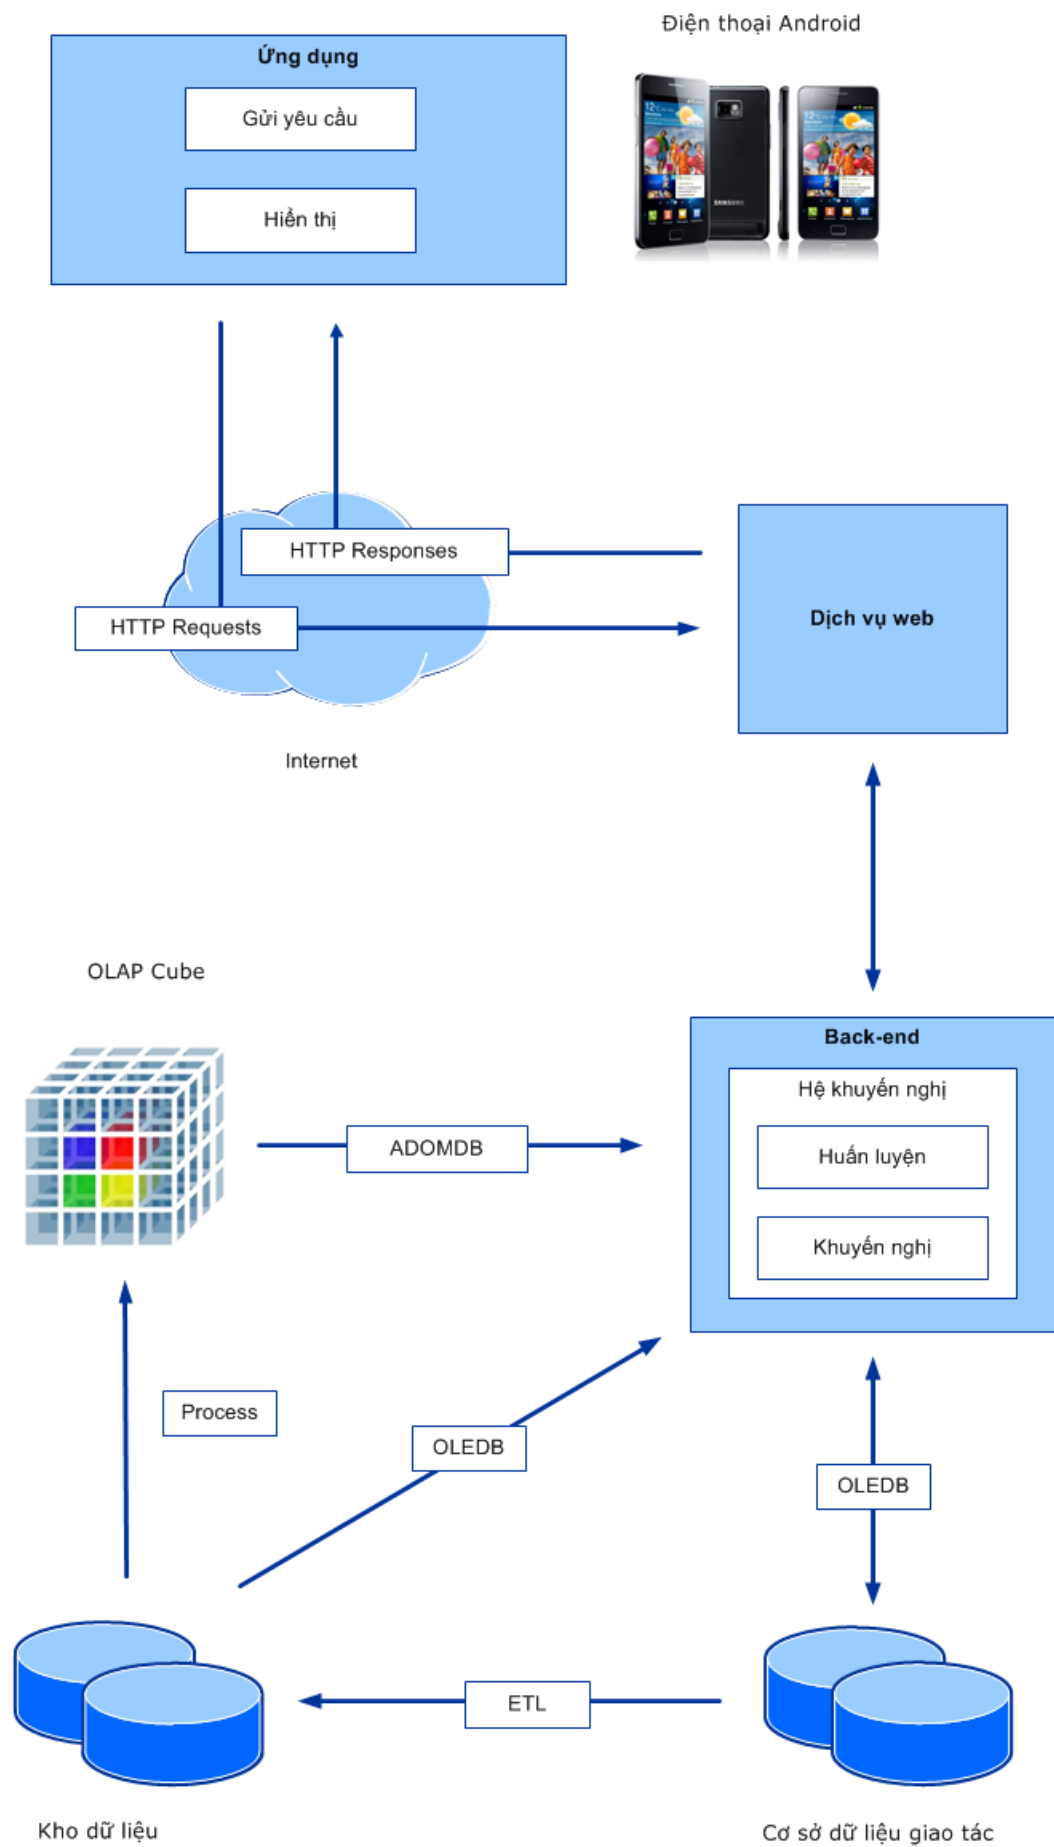 Điện thoại Android
Ứng dụng
Gửi yêu cầu
Hiển thị
SAMSUNG
HTTP Responses
HTTP Requests
Dịch vụ web
Internet
OLAP Cube
Back-end
Hệ khuyến nghị
Huấn luyện
Khuyến nghị
ADOMDB
Process
OLEDB
OLEDB
ETL
Kho dữ liệu
Cơ sở dữ liệu giao tác